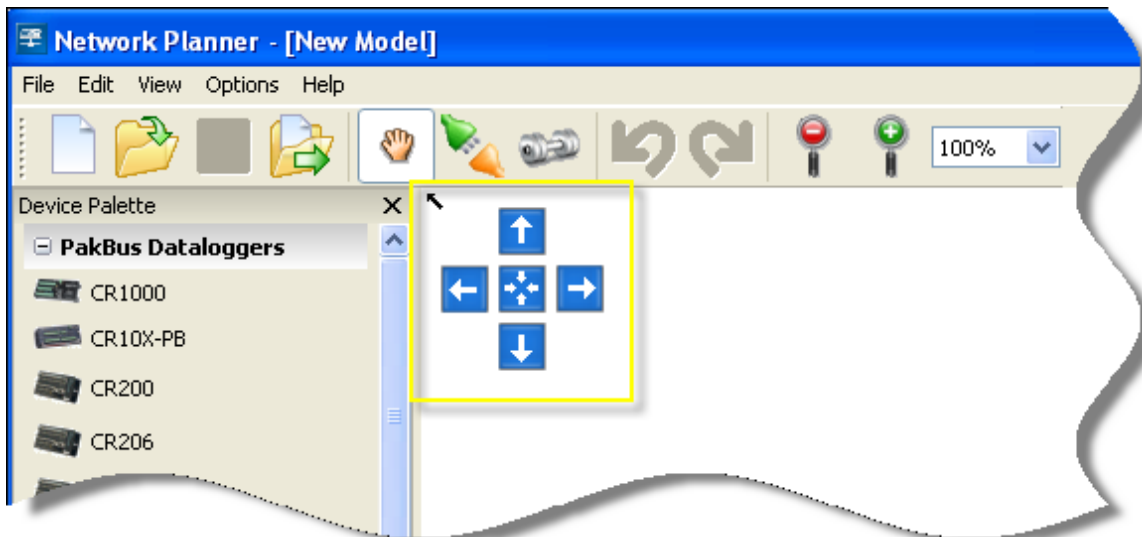 Network Planner - [New Model]
File Edit View Options Help
100%
Device Palette X
PakBus Dataloggers
CR1000
CR10X-PB
CR200
CR206